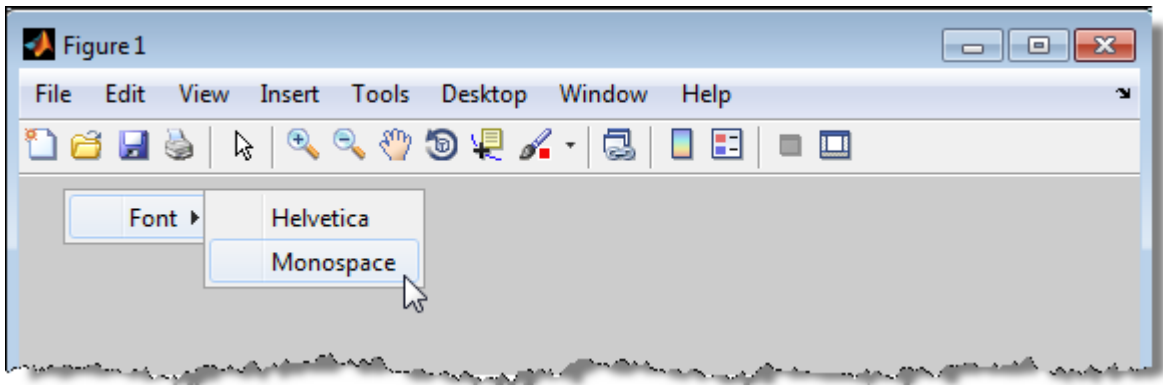 Figure 1
File Edit View Insert Tools Desktop Window Help
Font Helvetica
Monospace